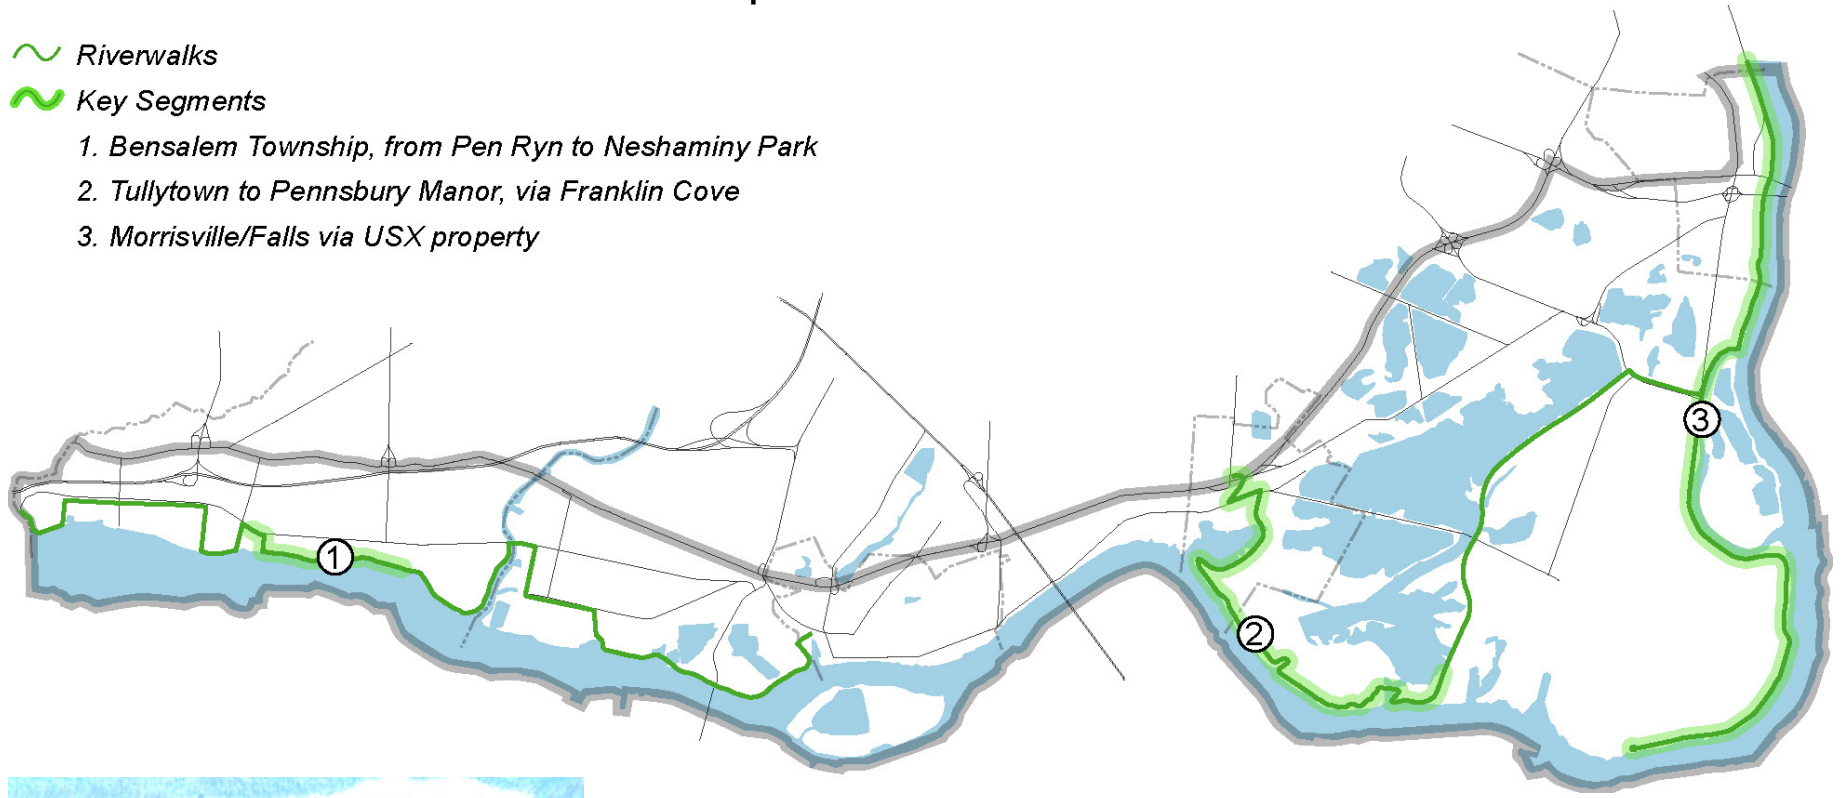 Riverwalks
Key Segments
1. Bensalem Township, from Pen Ryn to Neshaminy Park
2. Tullytown to Pennsbury Manor, via Franklin Cove
3. Morrisville/Falls via USX property
3
1
2